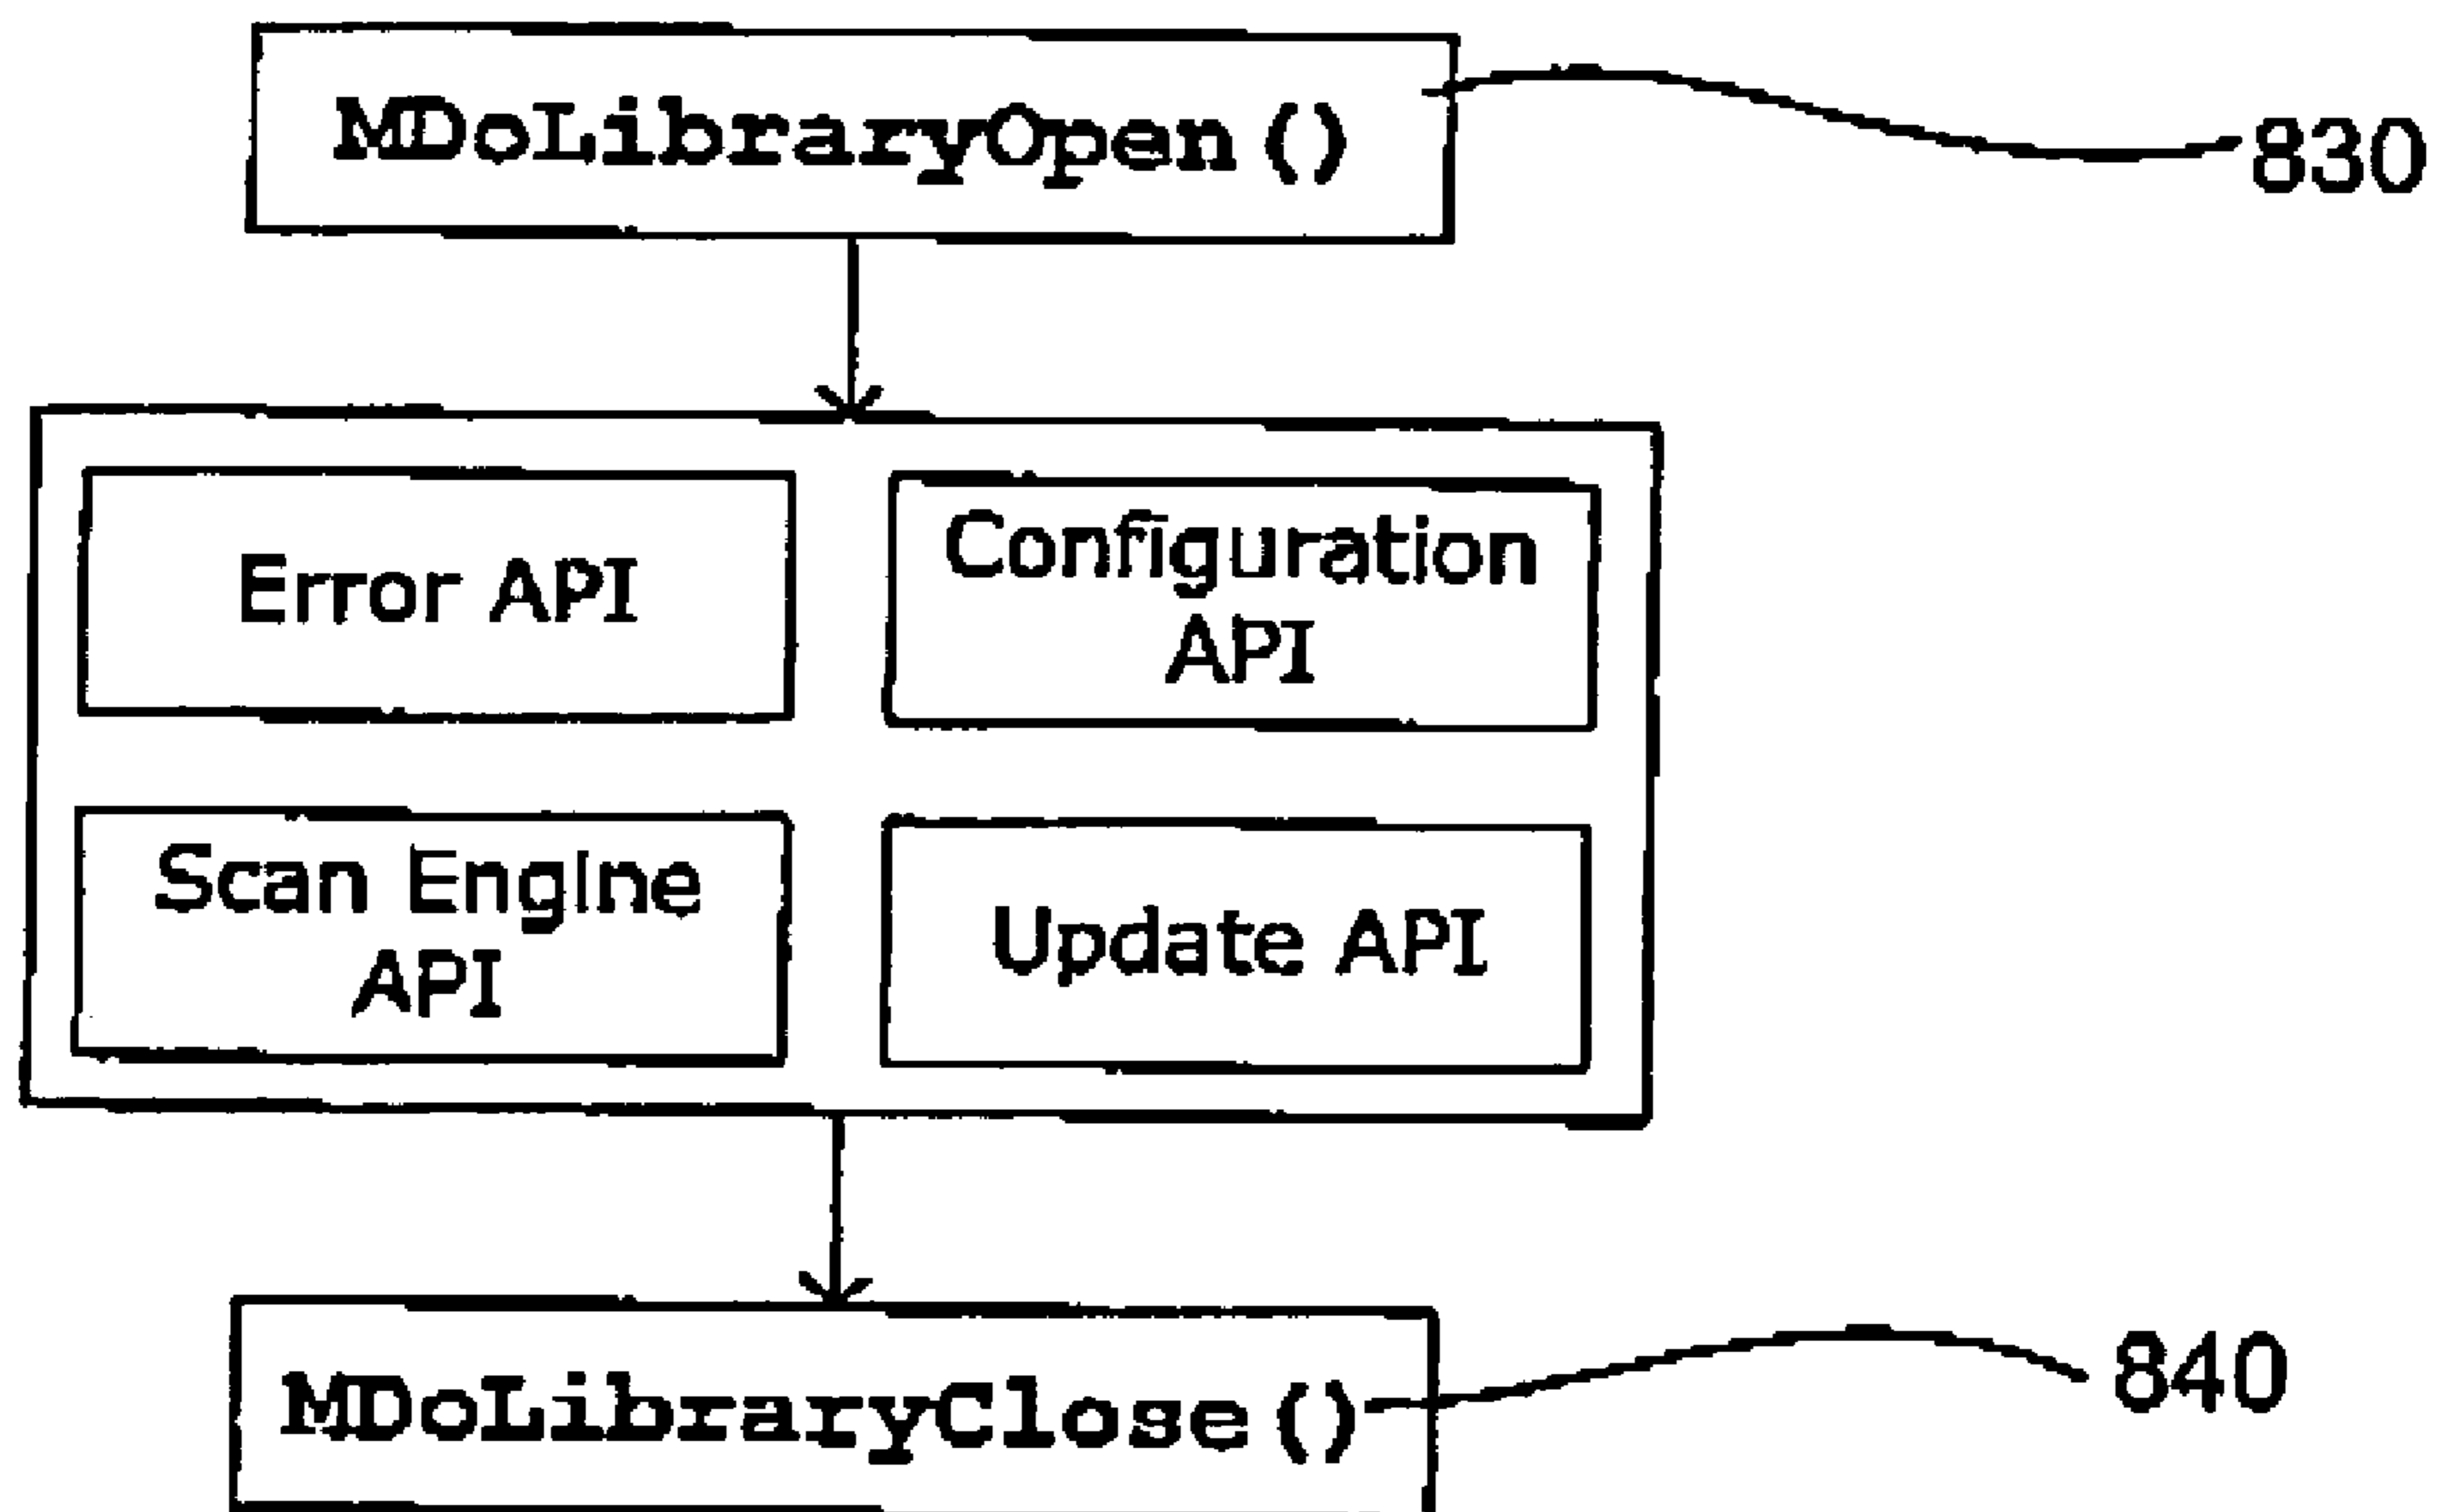 MDoLibraryOpen()
830
Error API
Configuration
API
Scan Engine
API
Update API
MDoLibraryClose()
840